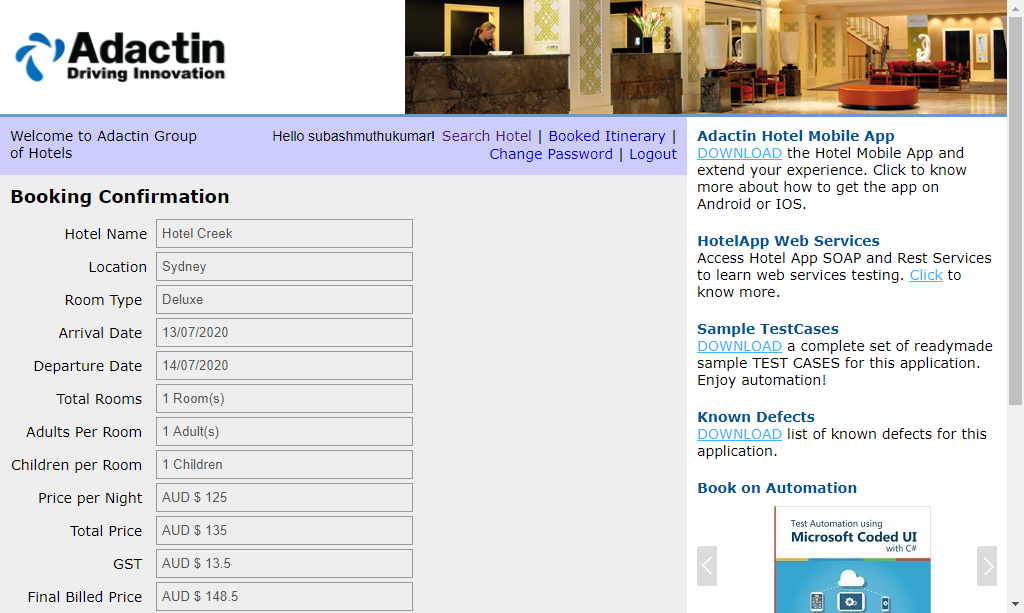 Adactin
Driving Innovation
Welcome to Adactin Group
of Hotels
Hello subashmuthukumar! Search Hotel | Booked Itinerary |
Change Password | Logout
Booking Confirmation
Hotel Name Hotel Creek
Location Sydney
Room Type Deluxe
Arrival Date 13/07/2020
Departure Date 14/07/2020
Total Rooms 1 Room(s)
Adults Per Room 1 Adult(s)
Children per Room 1 Children
Price per Night AUD $ 125
Total Price AUD $ 135
GST AUD $ 13.5
Final Billed Price AUD $ 148.5
Adactin Hotel Mobile App
DOWNLOAD the Hotel Mobile App and
extend your experience. Click to know
more about how to get the app on
Android or IOS.
HotelApp Web Services
Access Hotel App SOAP and Rest Services
to learn web services testing. Click to
know more.
Sample TestCases
DOWNLOAD a complete set of readymade
sample TEST CASES for this application.
Enjoy automation!
Known Defects
DOWNLOAD list of known defects for this
application.
Book on Automation
Test Automation using
Microsoft Coded UI
with C#